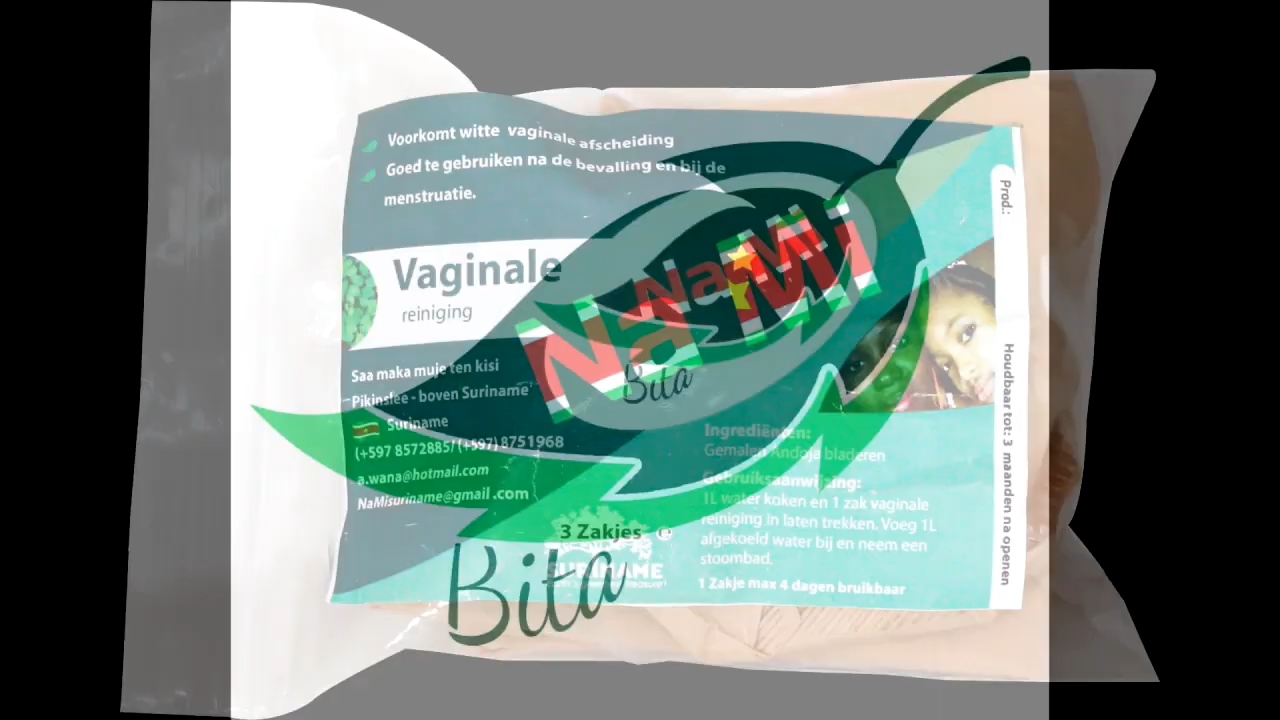 Voorkomt witte vaginale afscheiding
Goed te gebruiken na de bevalling en bij de
menstruatie.
Vaginale
reiniging
NaMi
Bita
NaMi
Bita
Saa maka muje ten kisi
Pikinslee - boven Suriname
Suriname
(+597 8572885/ (+597) 8751968
a.wana@hotmail.com
NaMisuriname@gmail.com
3 Zakjes
SURINAME
Ingrediënten:
Gemalen Andoja bladeren
Gebruiksaanwijzing:
1L water koken en 1 zak vaginale
reiniging in laten trekken. Voeg 1L
afgekoeld water bij en neem een
stoombad.
1 Zakje max 4 dagen bruikbaar
Prod.:
Houdbaar tot: 3 maanden na openen